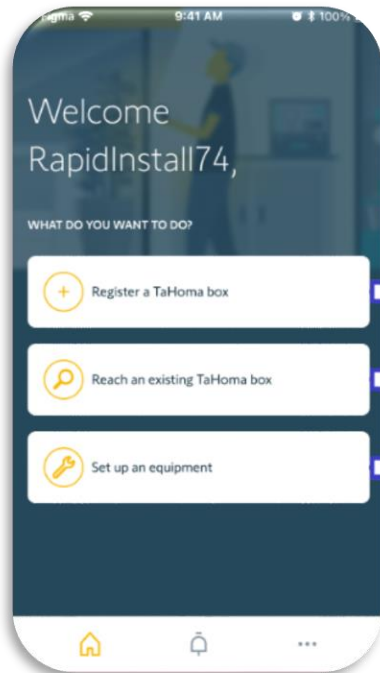 Figma 9:41 AM 100%
Welcome
RapidInstall74,
WHAT DO YOU WANT TO DO?
Register a TaHoma box
Reach an existing TaHoma box
Set up an equipment